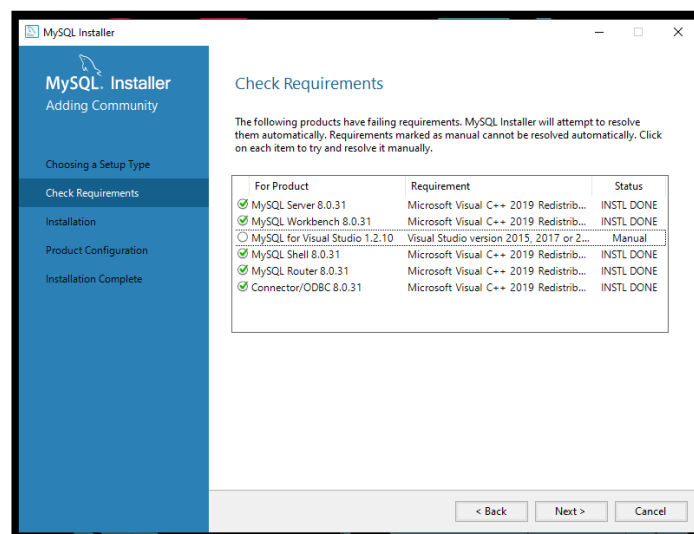 MySQL Installer
MySQL. Installer
Adding Community
Choosing a Setup Type
Check Requirements
Installation
Product Configuration
Installation Complete
Check Requirements
The following products have failing requirements. MySQL Installer will attempt to resolve
them automatically. Requirements marked as manual cannot be resolved automatically. Click
on each item to try and resolve it manually.
For Product Requirement Status
MySQL Server 8.0.31 Microsoft Visual C++ 2019 Redistrib... INSTL DONE
MySQL Workbench 8.0.31 Microsoft Visual C++ 2019 Redistrib... INSTL DONE
MySQL for Visual Studio 1.2.10 Visual Studio version 2015, 2017 or 2... Manual
MySQL Shell 8.0.31 Microsoft Visual C++ 2019 Redistrib... INSTL DONE
MySQL Router 8.0.31 Microsoft Visual C++ 2019 Redistrib... INSTL DONE
Connector/ODBC 8.0.31 Microsoft Visual C++ 2019 Redistrib... INSTL DONE
< Back Next > Cancel